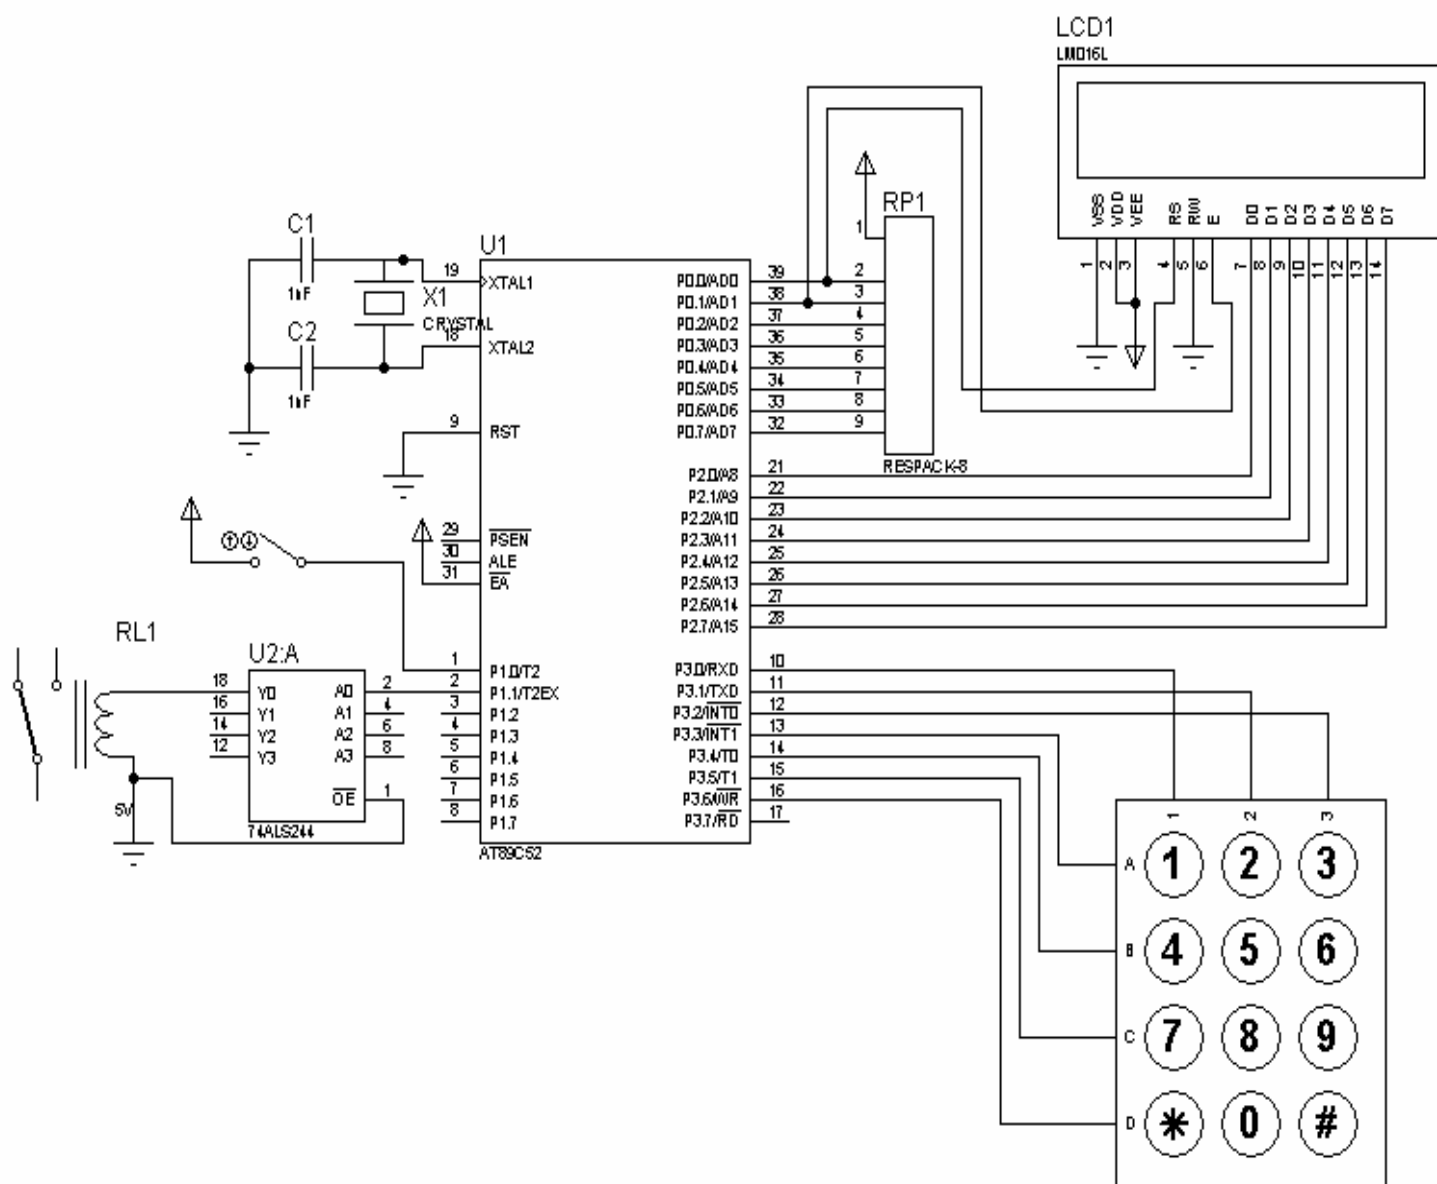 LCD1
LM016L
VSS
VDD
VEE
RS
RW
E
D0
D1
D2
D3
D4
D5
D6
D7
1
2
3
4
5
6
7
8
9
10
11
12
13
14
RP1
1
2
3
4
5
6
7
8
9
RESPACK-8
C1
1nF
C2
1nF
X1
CRYSTAL
U1
19
XTAL1
18
XTAL2
9
RST
29
PSEN
30
ALE
31
EA
1
P1.0/T2
2
P1.1/T2EX
3
P1.2
4
P1.3
5
P1.4
6
P1.5
7
P1.6
8
P1.7
P0.0/AD0
39
P0.1/AD1
38
P0.2/AD2
37
P0.3/AD3
36
P0.4/AD4
35
P0.5/AD5
34
P0.6/AD6
33
P0.7/AD7
32
P2.0/A8
21
P2.1/A9
22
P2.2/A10
23
P2.3/A11
24
P2.4/A12
25
P2.5/A13
26
P2.6/A14
27
P2.7/A15
28
P3.0/RXD
10
P3.1/TXD
11
P3.2/INT0
12
P3.3/INT1
13
P3.4/T0
14
P3.5/T1
15
P3.6/WR
16
P3.7/RD
17
AT89C52
RL1
5V
U2:A
18
Y0
A0
2
16
Y1
A1
4
14
Y2
A2
6
12
Y3
A3
8
OE
1
74ALS244
1
2
3
A
1
2
3
B
4
5
6
C
7
8
9
D
*
0
#